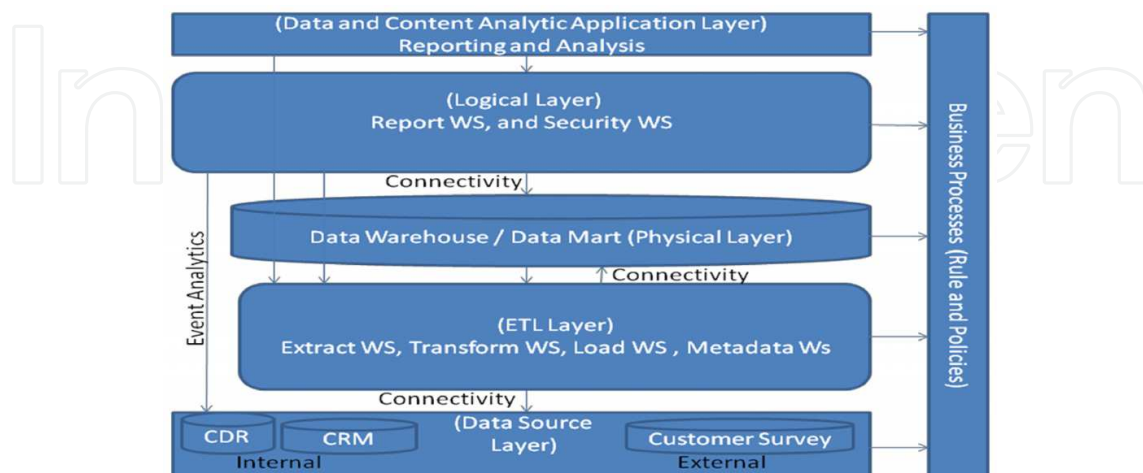 (Data and Content Analytic Application Layer)
Reporting and Analysis
(Logical Layer)
Report WS, and Security WS
Connectivity
Data Warehouse / Data Mart (Physical Layer)
Connectivity
Event Analytics
(ETL Layer)
Extract WS, Transform WS, Load WS , Metadata Ws
Connectivity
(Data Source
Layer)
CDR
CRM
Customer Survey
Internal
External
Business Processes (Rule and Policies)